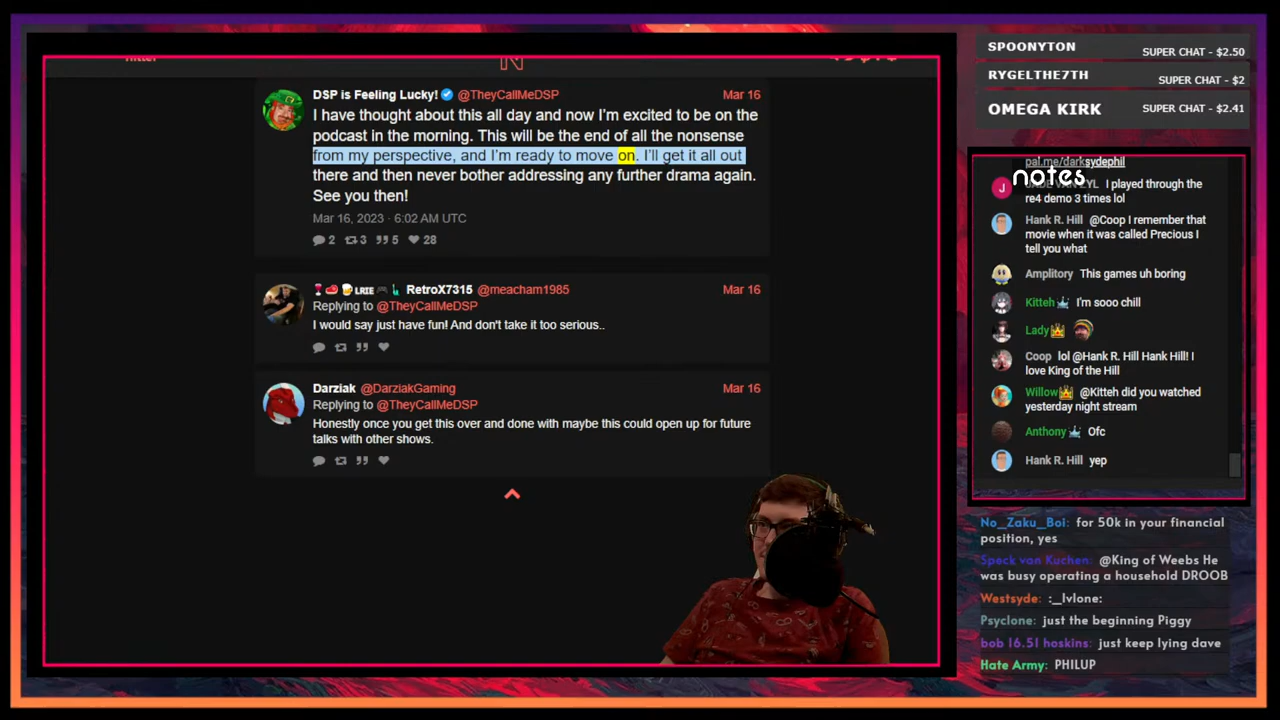 DSP is Feeling Lucky! @TheyCallMeDSP Mar 16
I have thought about this all day and now I'm excited to be on the
podcast in the morning. This will be the end of all the nonsense
from my perspective, and I'm ready to move on. I'll get it all out
there and then never bother addressing any further drama again.
See you then!
Mar 16, 2023 · 6:02 AM UTC
2 3 5 28
RetroX7315 @meacham1985 Mar 16
Replying to @TheyCallMeDSP
I would say just have fun! And don't take it too serious..
Darziak @DarziakGaming Mar 16
Replying to @TheyCallMeDSP
Honestly once you get this over and done with maybe this could open up for future
talks with other shows.
SPOONYTON SUPER CHAT - $2.50
RYGELTHE7TH SUPER CHAT - $2
OMEGA KIRK SUPER CHAT - $2.41
pal.me/darksydephil
notes
I played through the
re4 demo 3 times lol
Hank R. Hill @Coop I remember that
movie when it was called Precious I
tell you what
Amplitory This games uh boring
Kitteh I'm sooo chill
Lady
Coop lol @Hank R. Hill Hank Hill! I
love King of the Hill
Willow @Kitteh did you watched
yesterday night stream
Anthony Ofc
Hank R. Hill yep
No_Zaku_Boi: for 50k in your financial
position, yes
Speck van Kuchen: @King of Weebs He
was busy operating a household DROOB
Westsyde: :_lvlone:
Psyclone: just the beginning Piggy
bob 16.51 hoskins: just keep lying dave
Hate Army: PHILUP